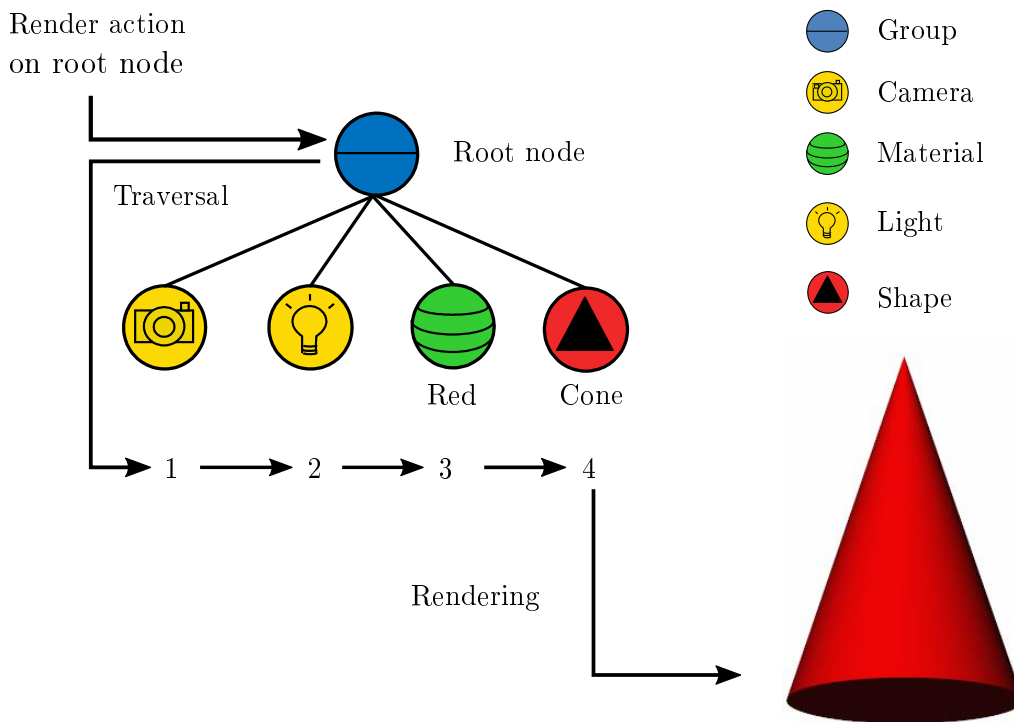 Render action
on root node
Root node
Traversal
Red
Cone
1
2
3
4
Rendering
Group
Camera
Material
Light
Shape